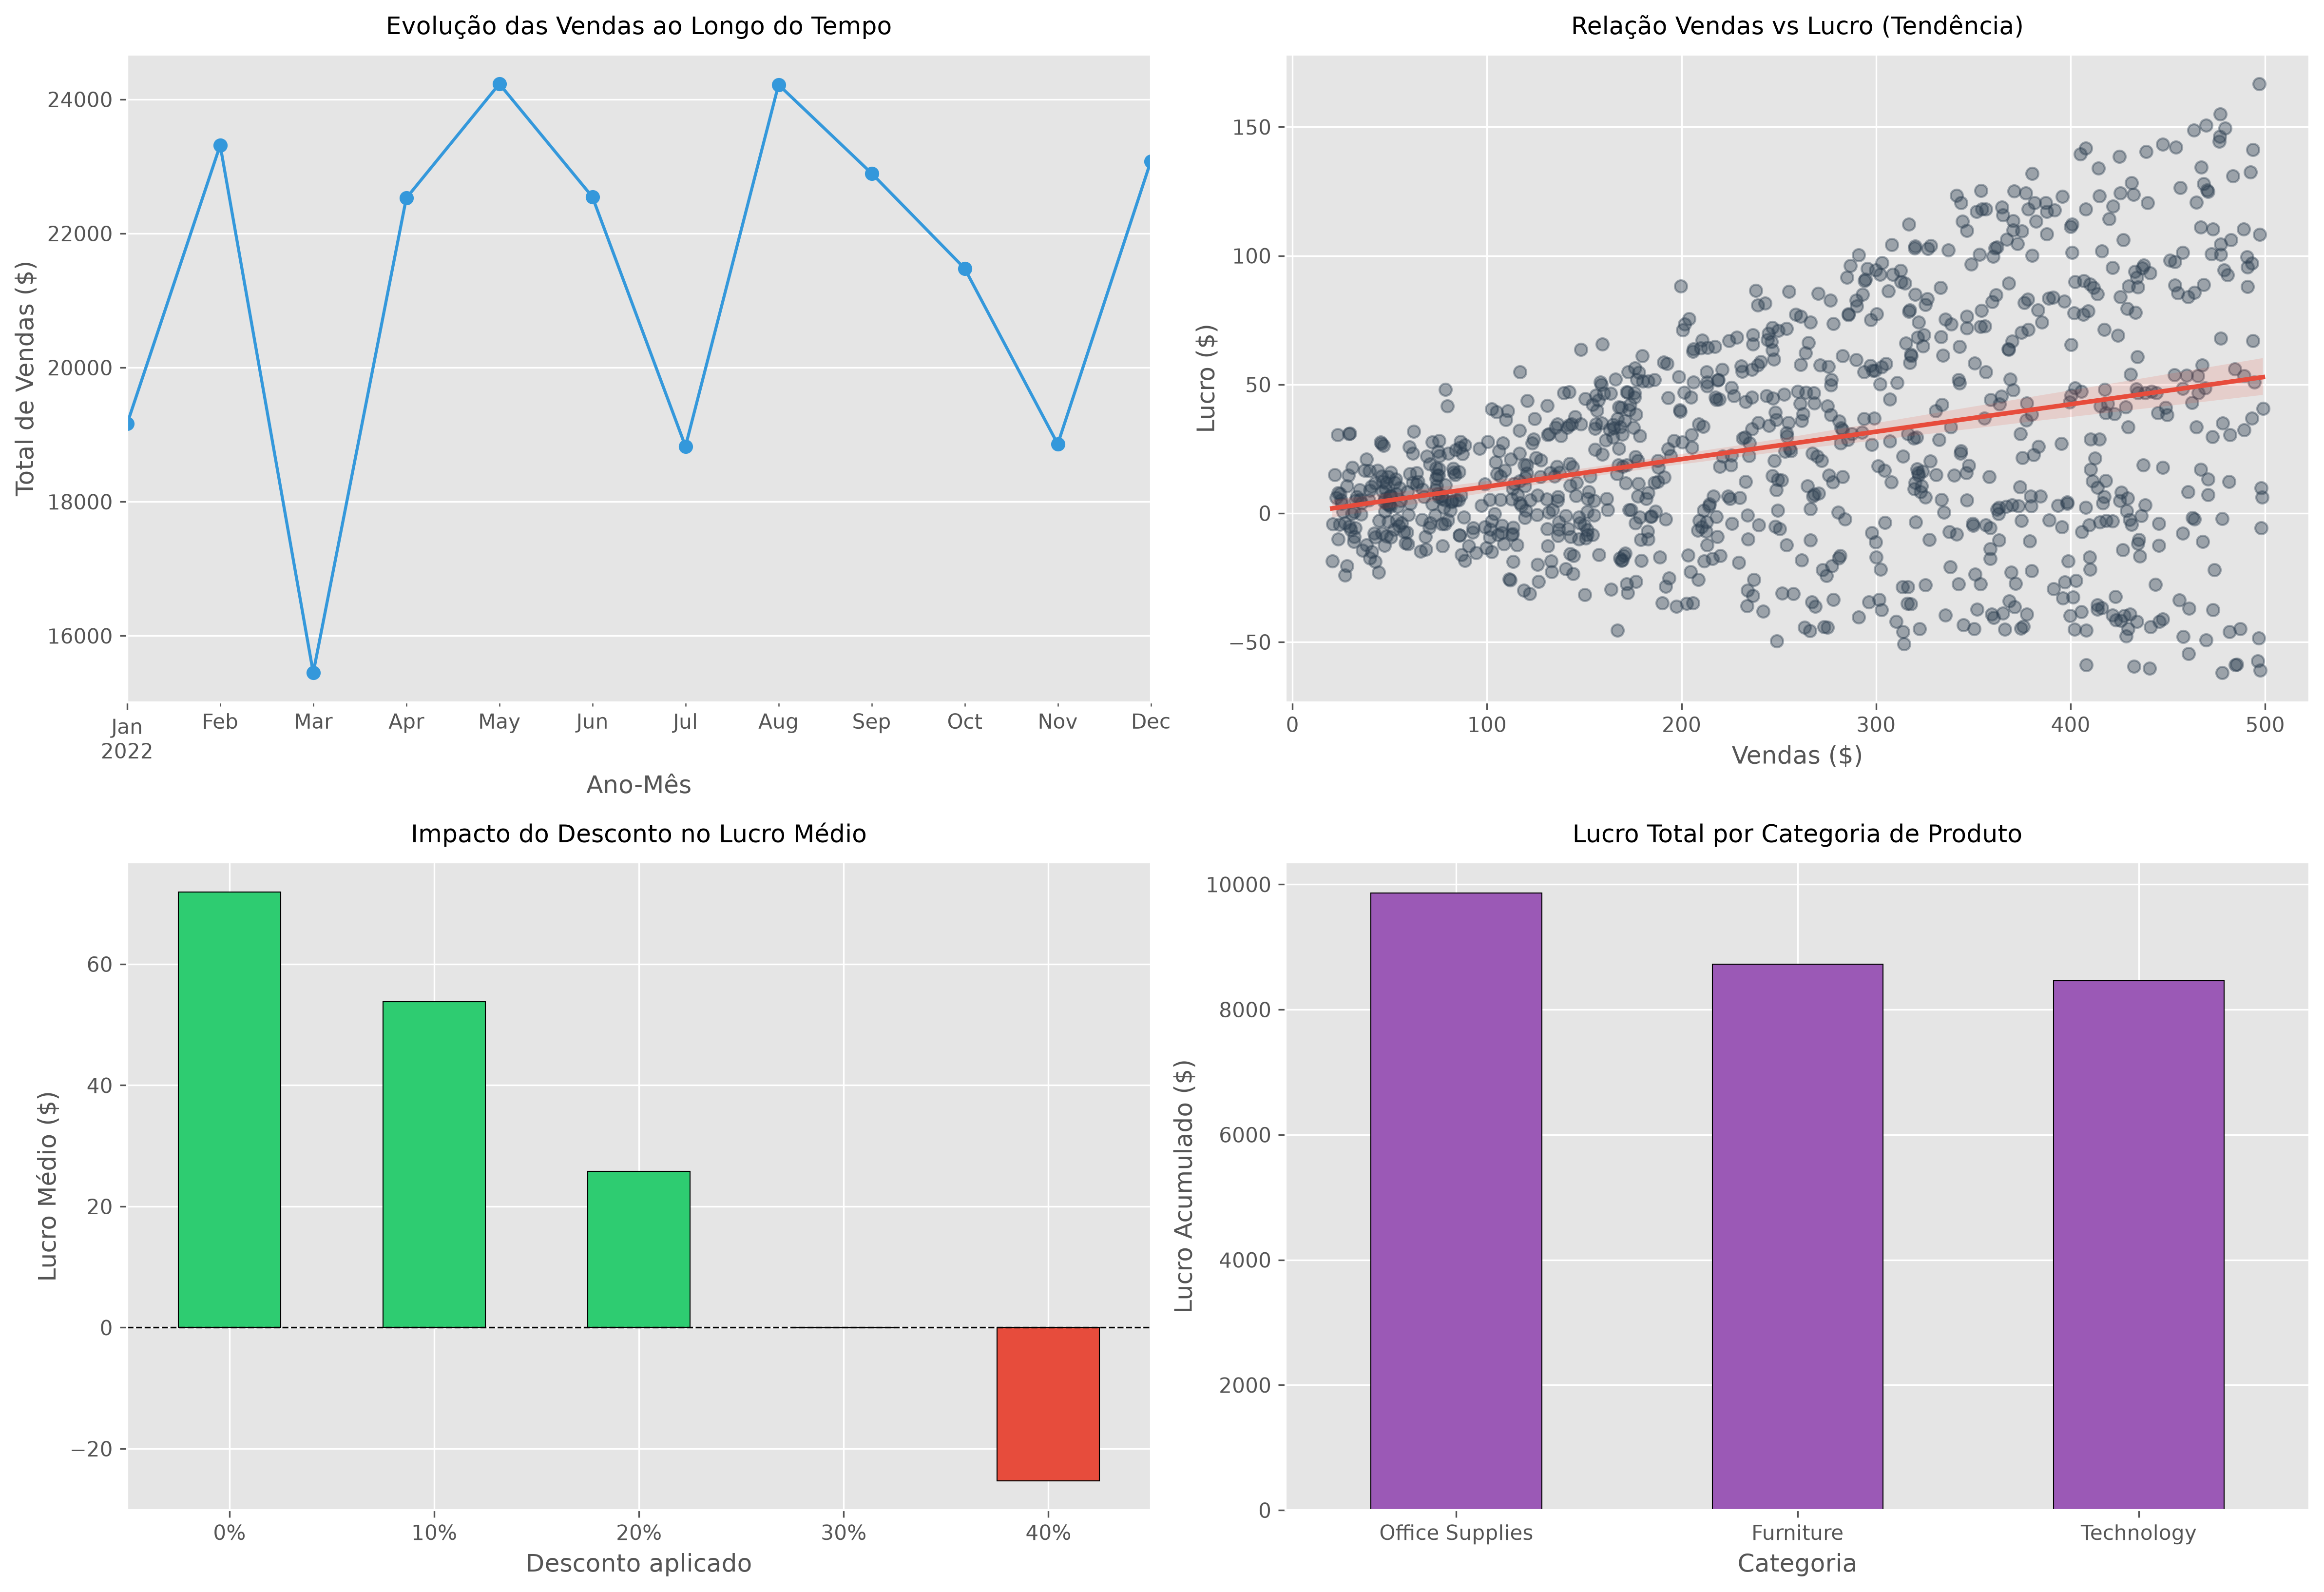 Evolução das Vendas ao Longo do Tempo
Total de Vendas ($)
24000
22000
20000
18000
16000
Jan
2022
Feb
Mar
Apr
May
Jun
Jul
Aug
Sep
Oct
Nov
Dec
Ano-Mês
Relação Vendas vs Lucro (Tendência)
Lucro ($)
150
100
50
0
−50
0
100
200
300
400
500
Vendas ($)
Impacto do Desconto no Lucro Médio
Lucro Médio ($)
60
40
20
0
−20
0%
10%
20%
30%
40%
Desconto aplicado
Lucro Total por Categoria de Produto
Lucro Acumulado ($)
10000
8000
6000
4000
2000
0
Office Supplies
Furniture
Technology
Categoria